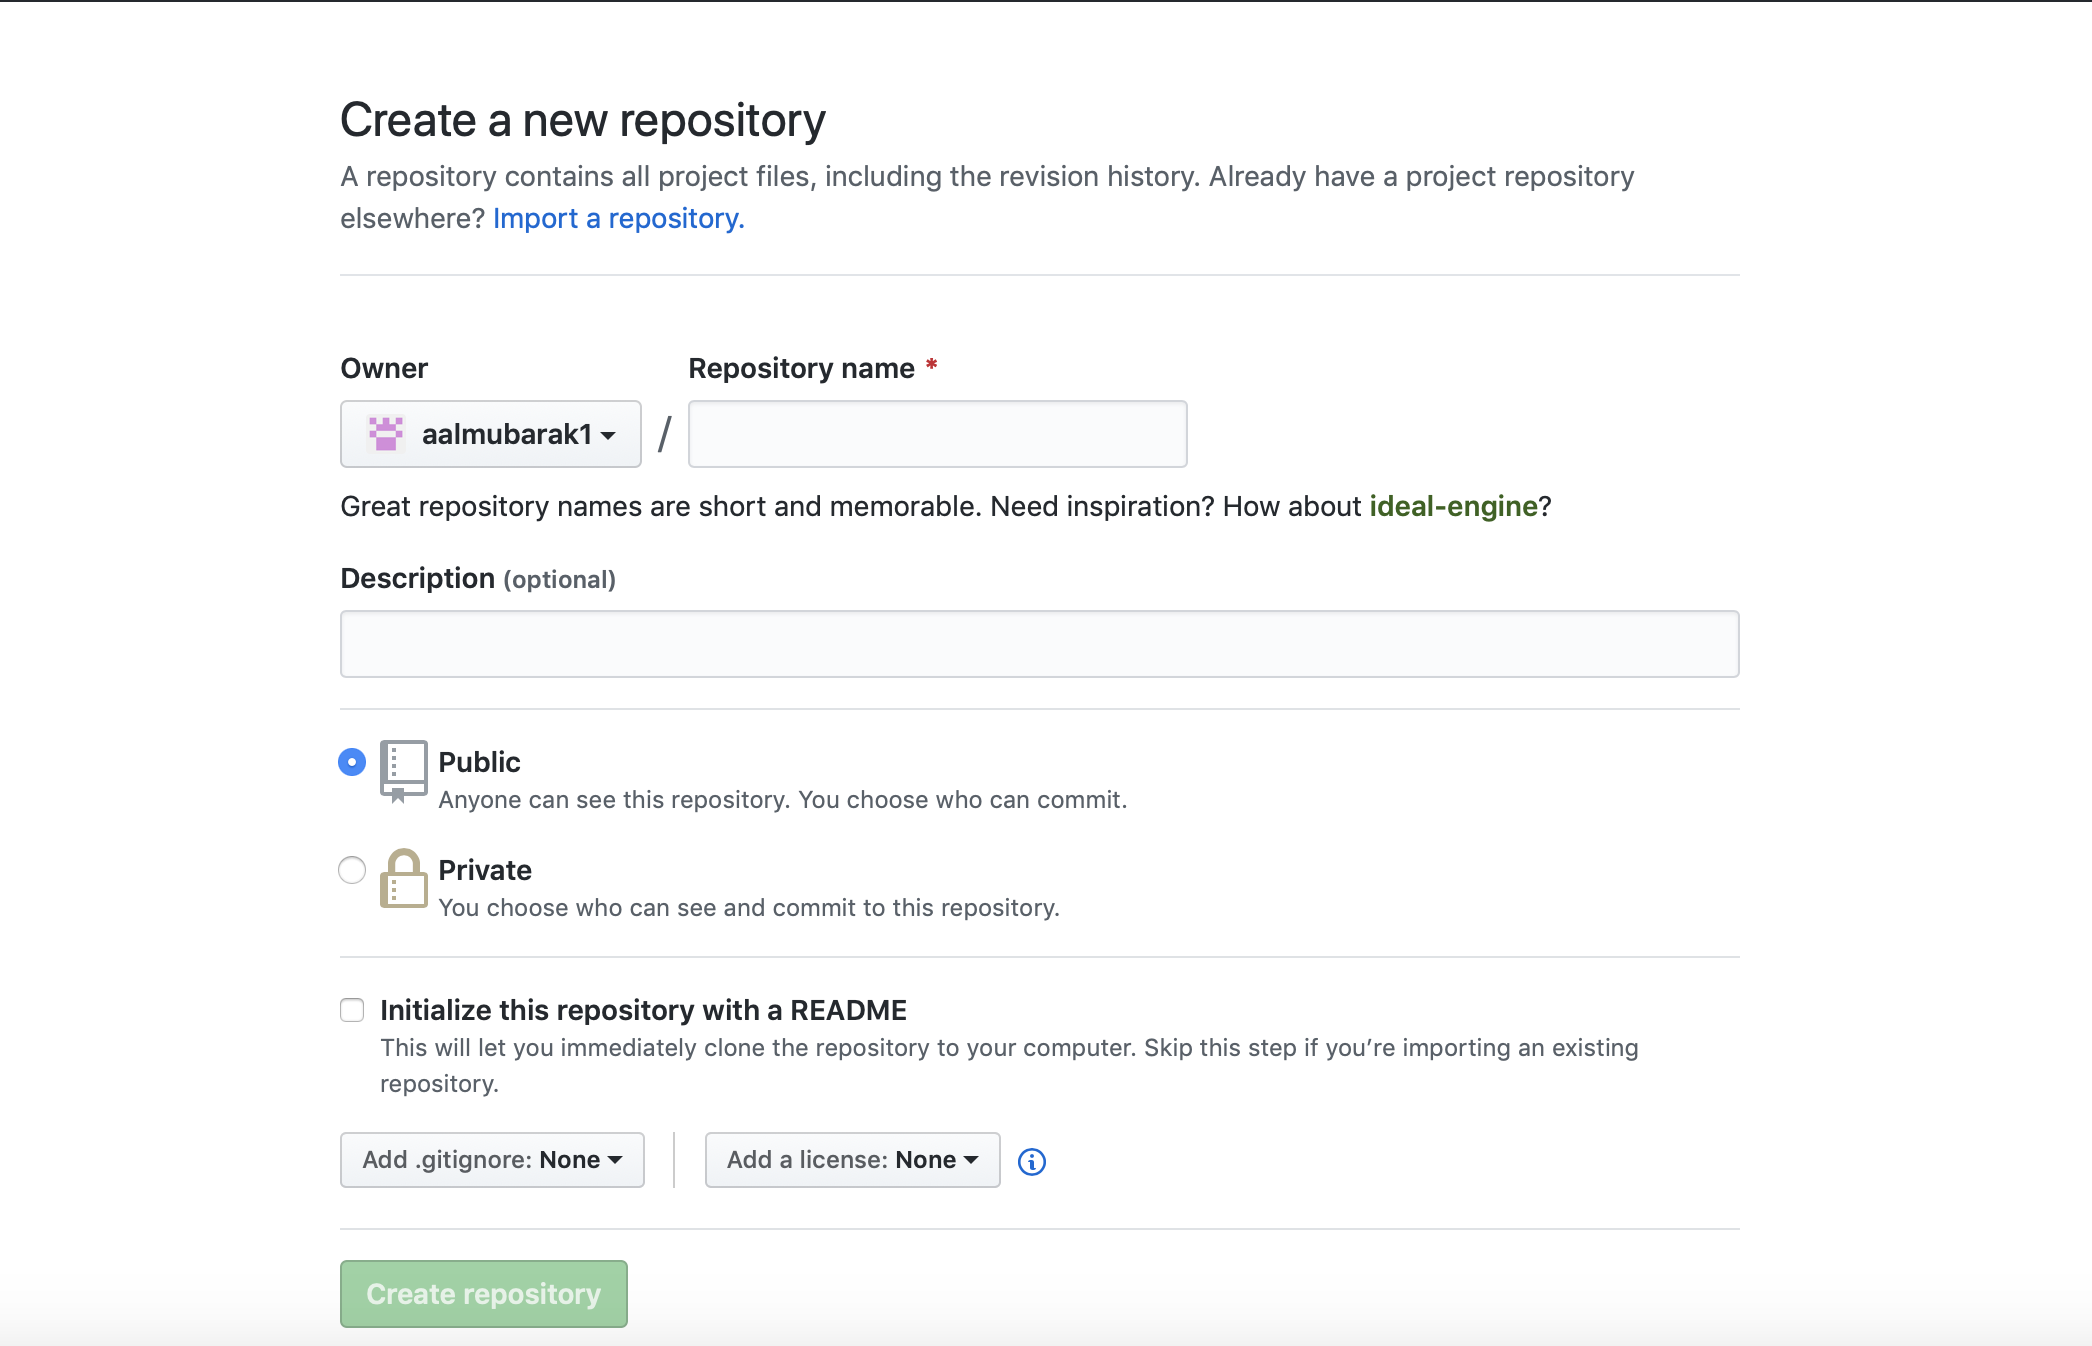 Create a new repository
A repository contains all project files, including the revision history. Already have a project repository
elsewhere? Import a repository.
Owner
Repository name *
aalmubarak1
/
Great repository names are short and memorable. Need inspiration? How about ideal-engine?
Description (optional)
Public
Anyone can see this repository. You choose who can commit.
Private
You choose who can see and commit to this repository.
Initialize this repository with a README
This will let you immediately clone the repository to your computer. Skip this step if you’re importing an existing
repository.
Add .gitignore: None
Add a license: None
Create repository